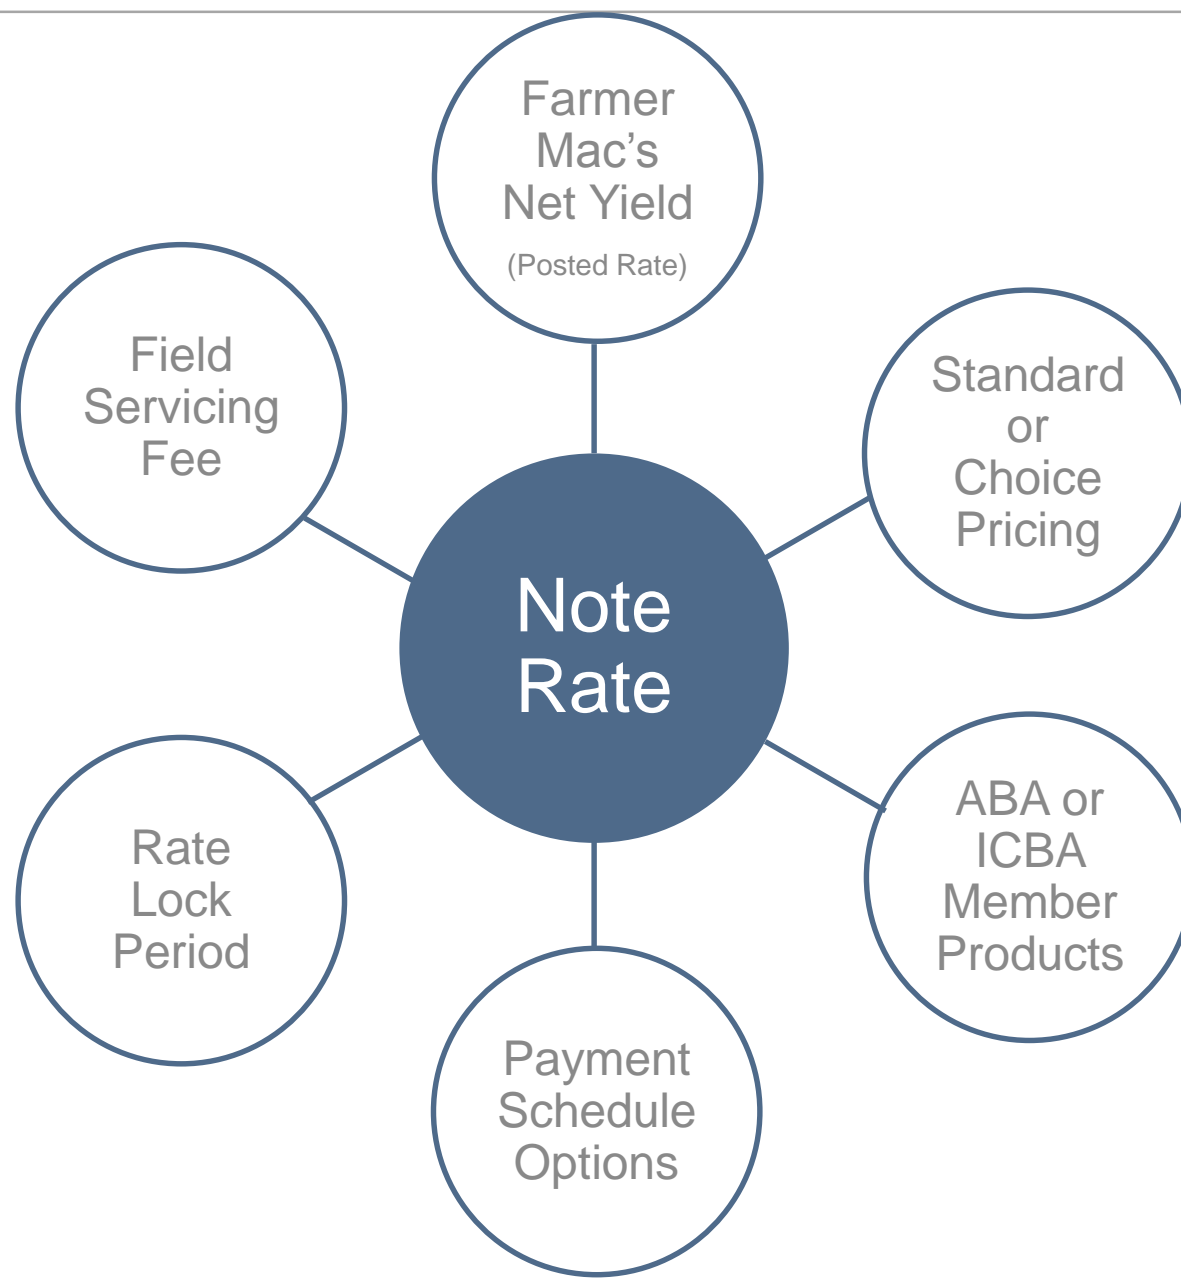 Farmer
Mac’s
Net Yield
(Posted Rate)
Field
Servicing
Fee
Standard
or
Choice
Pricing
Note
Rate
Rate
Lock
Period
ABA or
ICBA
Member
Products
Payment
Schedule
Options